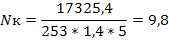 Nк = 17325,4 / 253 * 1,4 * 5 = 9,8